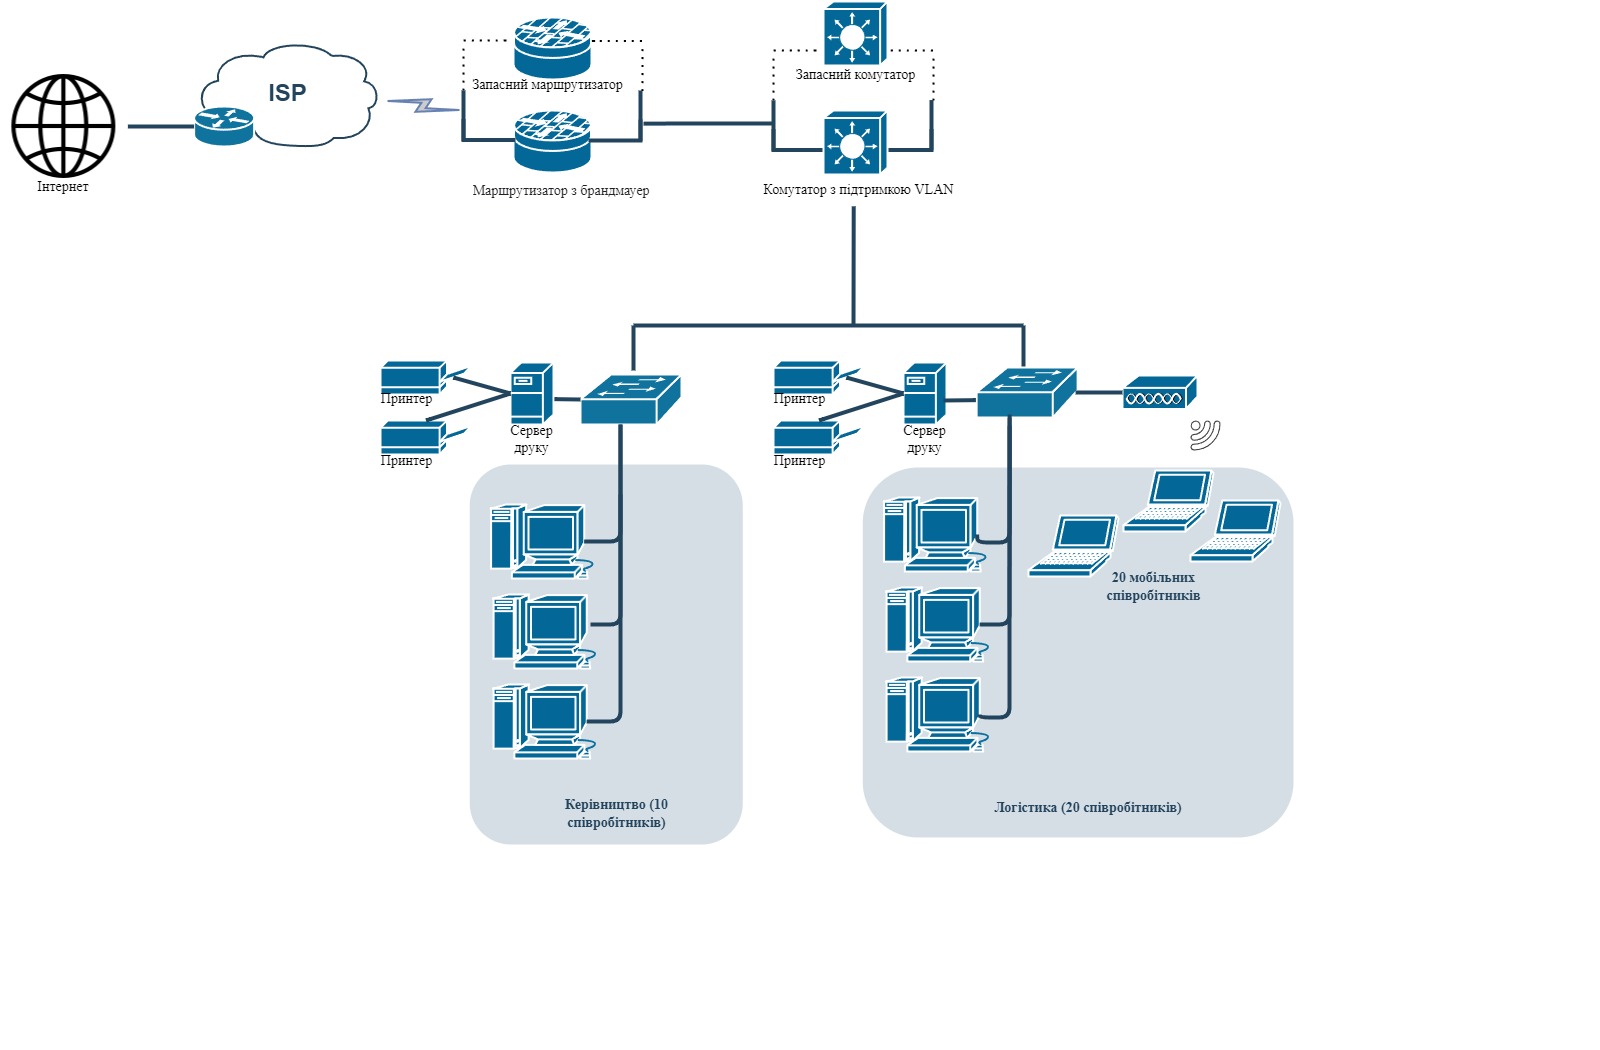 Запасний маршрутизатор
Запасний комутатор
ISP
Інтернет
Маршрутизатор з брандмауер
Комутатор з підтримкою VLAN
Принтер
Сервер
друку
Принтер
Принтер
Сервер
друку
Принтер
20 мобільних
співробітників
Керівництво (10
співробітників)
Логістика (20 співробітників)